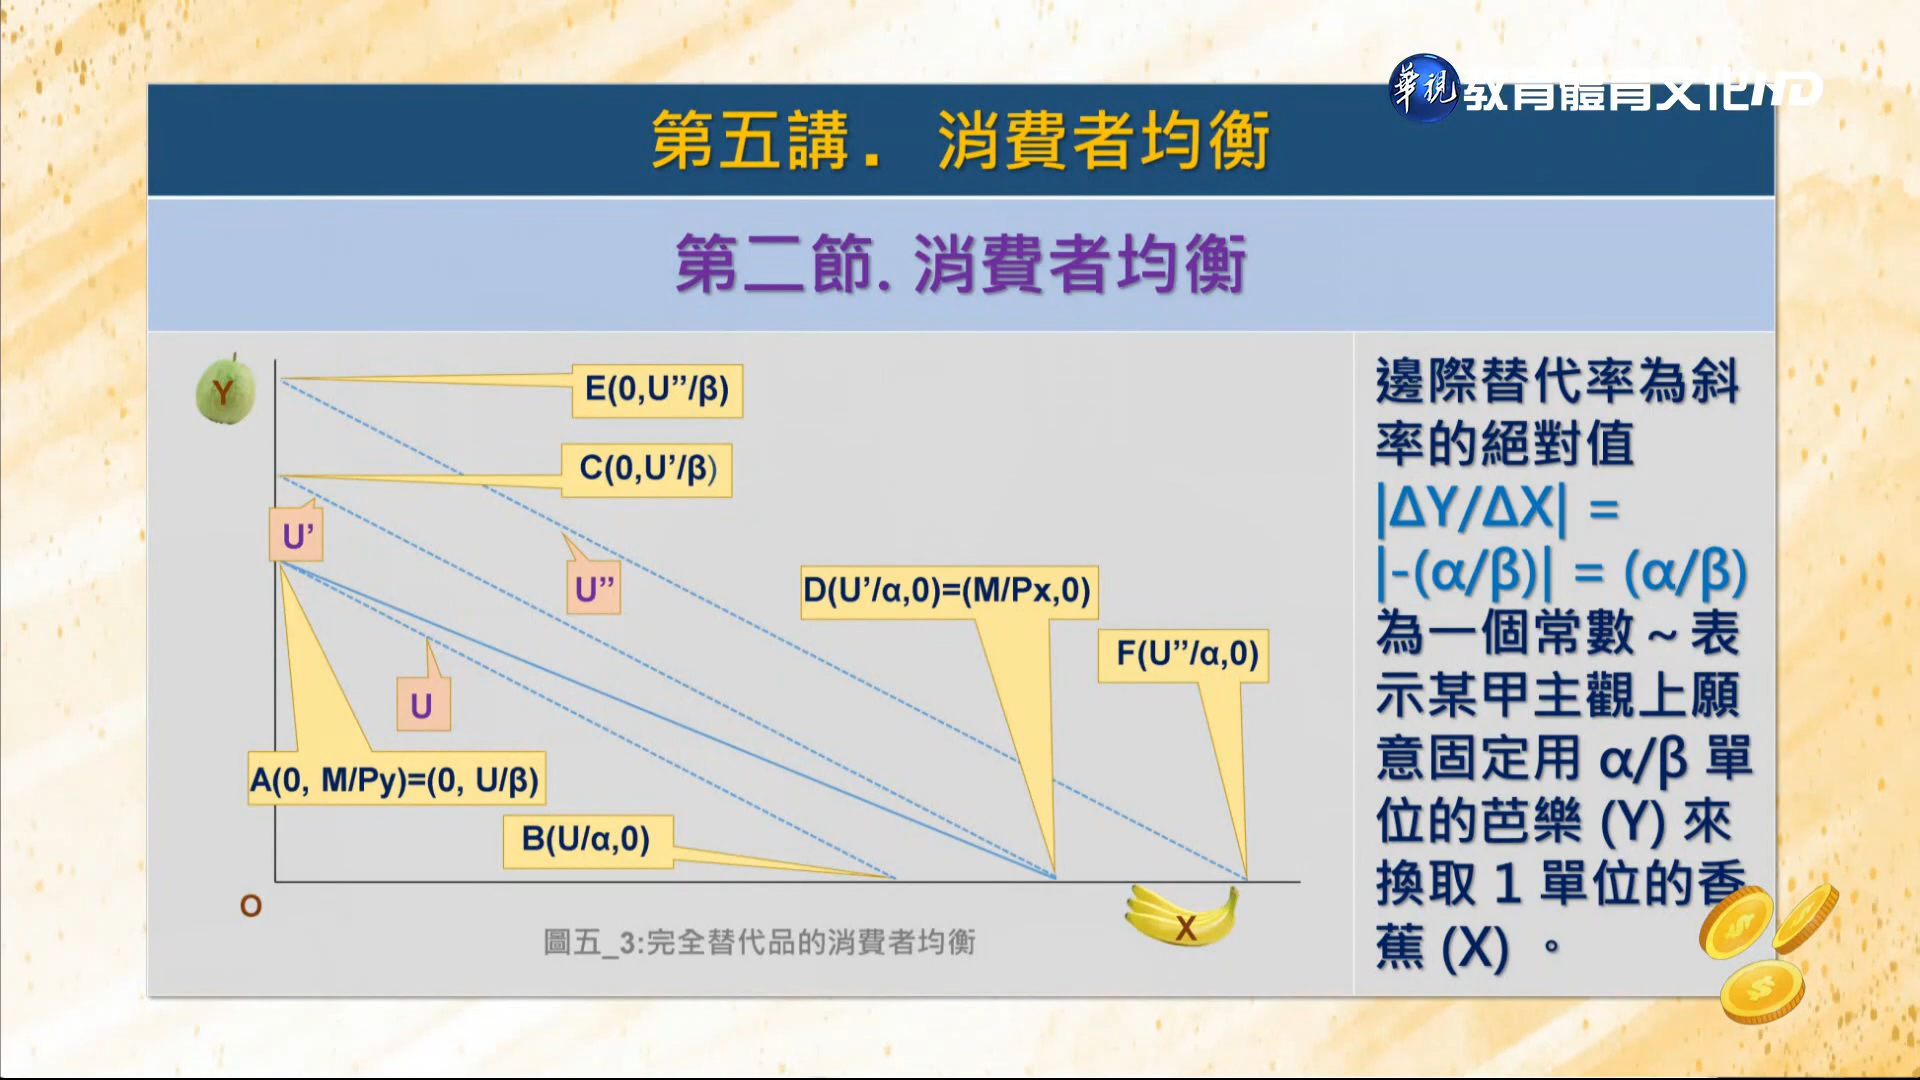 華視 教育體育文化HD
第五講. 消費者均衡
第二節. 消費者均衡
Y
E(0,U”/β)
C(0,U’/β)
U’
U”
D(U’/α,0)=(M/Px,0)
F(U”/α,0)
U
A(0, M/Py)=(0, U/β)
B(U/α,0)
O
X
圖五_3:完全替代品的消費者均衡
邊際替代率為斜
率的絕對值
|ΔY/ΔX| =
|-(α/β)| = (α/β)
為一個常數~表
示某甲主觀上願
意固定用 α/β 單
位的芭樂 (Y) 來
換取 1 單位的香
蕉 (X) 。